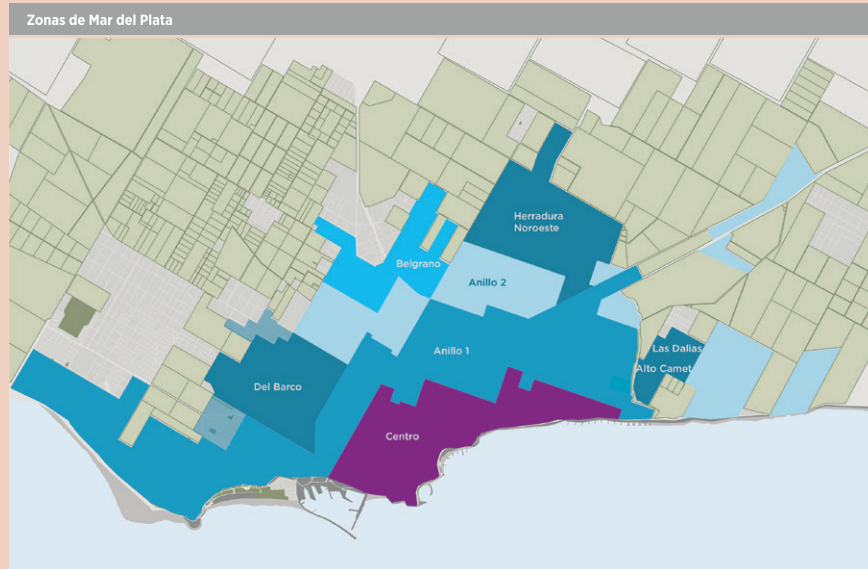 Zonas de Mar del Plata
Herradura
Noroeste
Belgrano
Anillo 2
Anillo 1
Las Dalias
Alto Camet
Del Barco
Centro